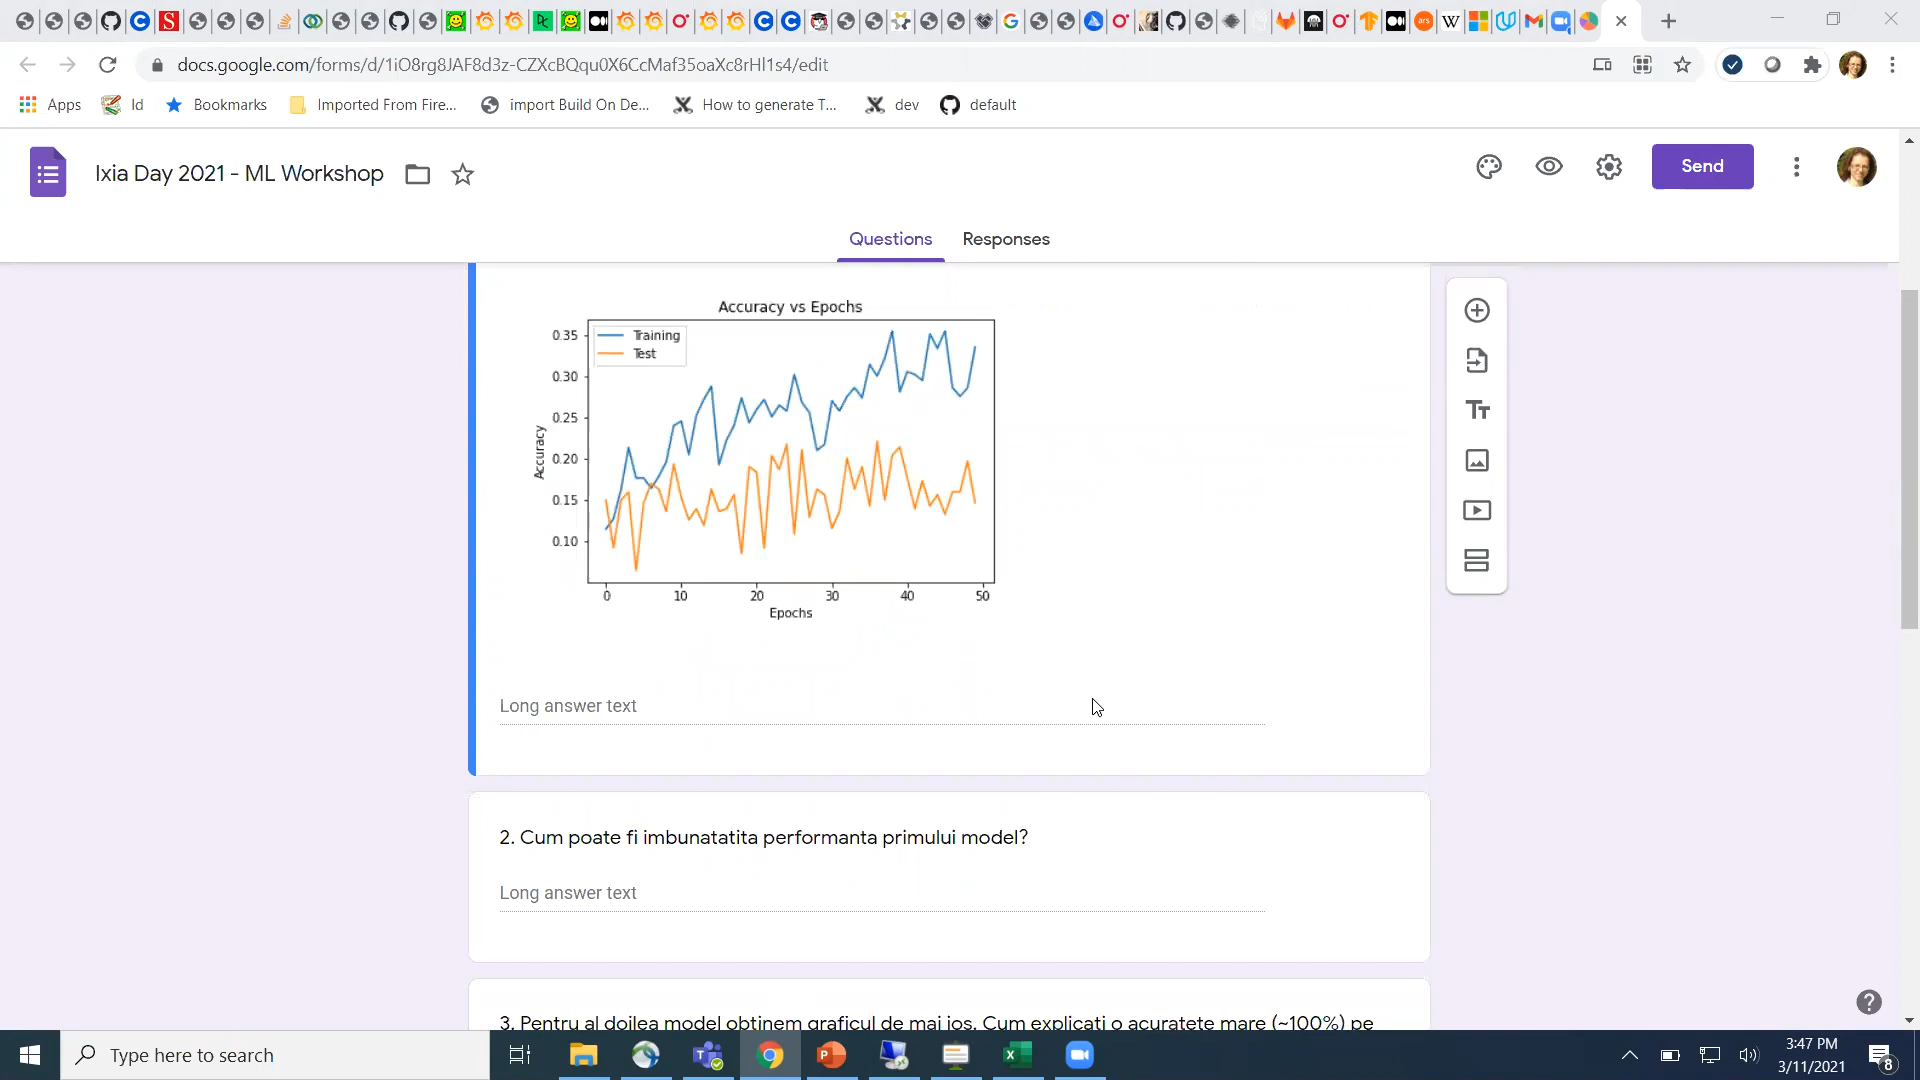 docs.google.com/forms/d/1iO8rg8JAF8d3z-CZXcBQqu0X6CcMaf35oaXc8rHl1s4/edit
Apps
Id
Bookmarks
Imported From Fire...
import Build On De...
How to generate T...
dev
default
Ixia Day 2021 - ML Workshop
Send
Questions
Responses
Accuracy vs Epochs
Training
Test
0.35
0.30
0.25
0.20
0.15
0.10
Accuracy
0 10 20 30 40 50
Epochs
Long answer text
2. Cum poate fi imbunatatita performanta primului model?
Long answer text
3. Pentru al doilea model obtinem graficul de mai jos. Cum explicati o acuratete mare (~100%) pe
Type here to search
3:47 PM
3/11/2021
8